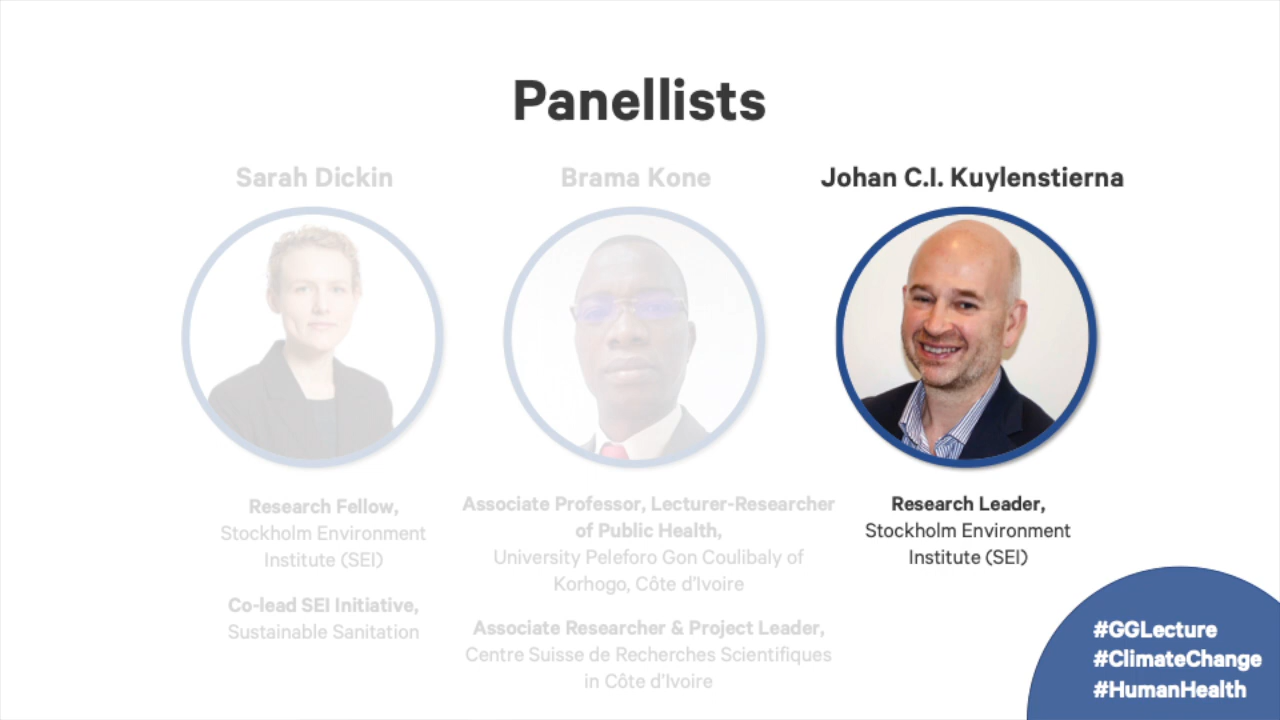 Panellists
Sarah Dickin
Brama Kone
Johan C.I. Kuylenstierna
Research Fellow,
Stockholm Environment
Institute (SEI)
Co-lead SEI Initiative,
Sustainable Sanitation
Associate Professor, Lecturer-Researcher
of Public Health,
University Peleforo Gon Coulibaly of
Korhogo, Côte d'Ivoire
Associate Researcher & Project Leader,
Centre Suisse de Recherches Scientifiques
in Côte d'Ivoire
Research Leader,
Stockholm Environment
Institute (SEI)
#GGLecture
#ClimateChange
#HumanHealth